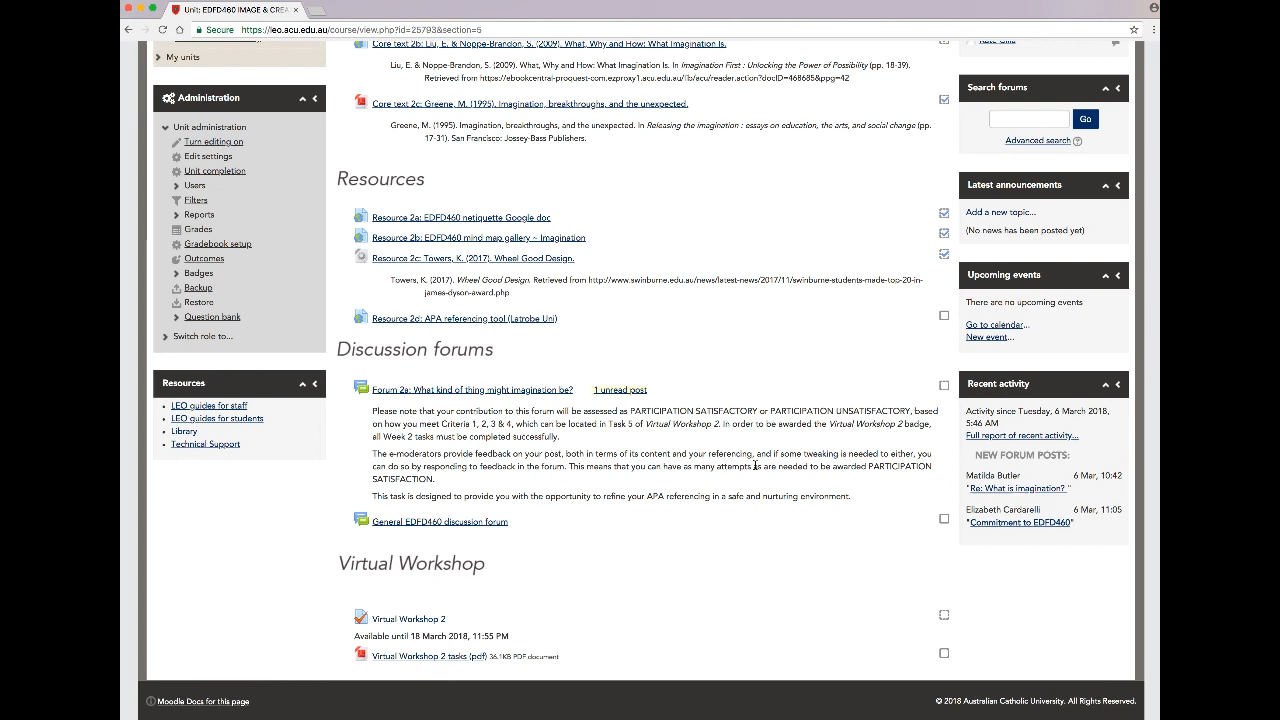 Unit: EDFD460 IMAGE & CREA
Secure
https://leo.acu.edu.au/course/view.php?id=25793&section=5
My units
Administration
Unit administration
Turn editing on
Edit settings
Unit completion
Users
Filters
Reports
Grades
Gradebook setup
Outcomes
Badges
Backup
Restore
Question bank
Switch role to...
Resources
LEO guides for staff
LEO guides for students
Library
Technical Support
Core text 2b: Liu, E. & Noppe-Brandon, S. (2009). What, Why and How: What Imagination Is.
Liu, E. & Noppe-Brandon, S. (2009). What, Why and How: What Imagination Is. In Imagination First : Unlocking the Power of Possibility (pp. 18-39).
Retrieved from https://ebookcentral-proquest-com.ezproxy1.acu.edu.au/lib/acu/reader.action?docID=468685&ppg=42
Core text 2c: Greene, M. (1995). Imagination, breakthroughs, and the unexpected.
Greene, M. (1995). Imagination, breakthroughs, and the unexpected. In Releasing the imagination : essays on education, the arts, and social change (pp.
17-31). San Francisco: Jossey-Bass Publishers.
Resources
Resource 2a: EDFD460 netiquette Google doc
Resource 2b: EDFD460 mind map gallery ~ Imagination
Resource 2c: Towers, K. (2017). Wheel Good Design.
Towers, K. (2017). Wheel Good Design. Retrieved from http://www.swinburne.edu.au/news/latest-news/2017/11/swinburne-students-made-top-20-in-
james-dyson-award.php
Resource 2d: APA referencing tool (Latrobe Uni)
Discussion forums
Forum 2a: What kind of thing might imagination be? 1 unread post
Please note that your contribution to this forum will be assessed as PARTICIPATION SATISFACTORY or PARTICIPATION UNSATISFACTORY, based
on how you meet Criteria 1, 2, 3 & 4, which can be located in Task 5 of Virtual Workshop 2. In order to be awarded the Virtual Workshop 2 badge,
all Week 2 tasks must be completed successfully.
The e-moderators provide feedback on your post, both in terms of its content and your referencing, and if some tweaking is needed to either, you
can do so by responding to feedback in the forum. This means that you can have as many attempts as are needed to be awarded PARTICIPATION
SATISFACTION.
This task is designed to provide you with the opportunity to refine your APA referencing in a safe and nurturing environment.
General EDFD460 discussion forum
Virtual Workshop
Virtual Workshop 2
Available until 18 March 2018, 11:55 PM
Virtual Workshop 2 tasks (pdf) 36.1KB PDF document
Search forums
Go
Advanced search
Latest announcements
Add a new topic...
(No news has been posted yet)
Upcoming events
There are no upcoming events
Go to calendar...
New event...
Recent activity
Activity since Tuesday, 6 March 2018,
5:46 AM
Full report of recent activity...
NEW FORUM POSTS:
Matilda Butler 6 Mar, 10:42
"Re: What is imagination? "
Elizabeth Cardarelli 6 Mar, 11:05
"Commitment to EDFD460"
Moodle Docs for this page
© 2018 Australian Catholic University. All Rights Reserved.